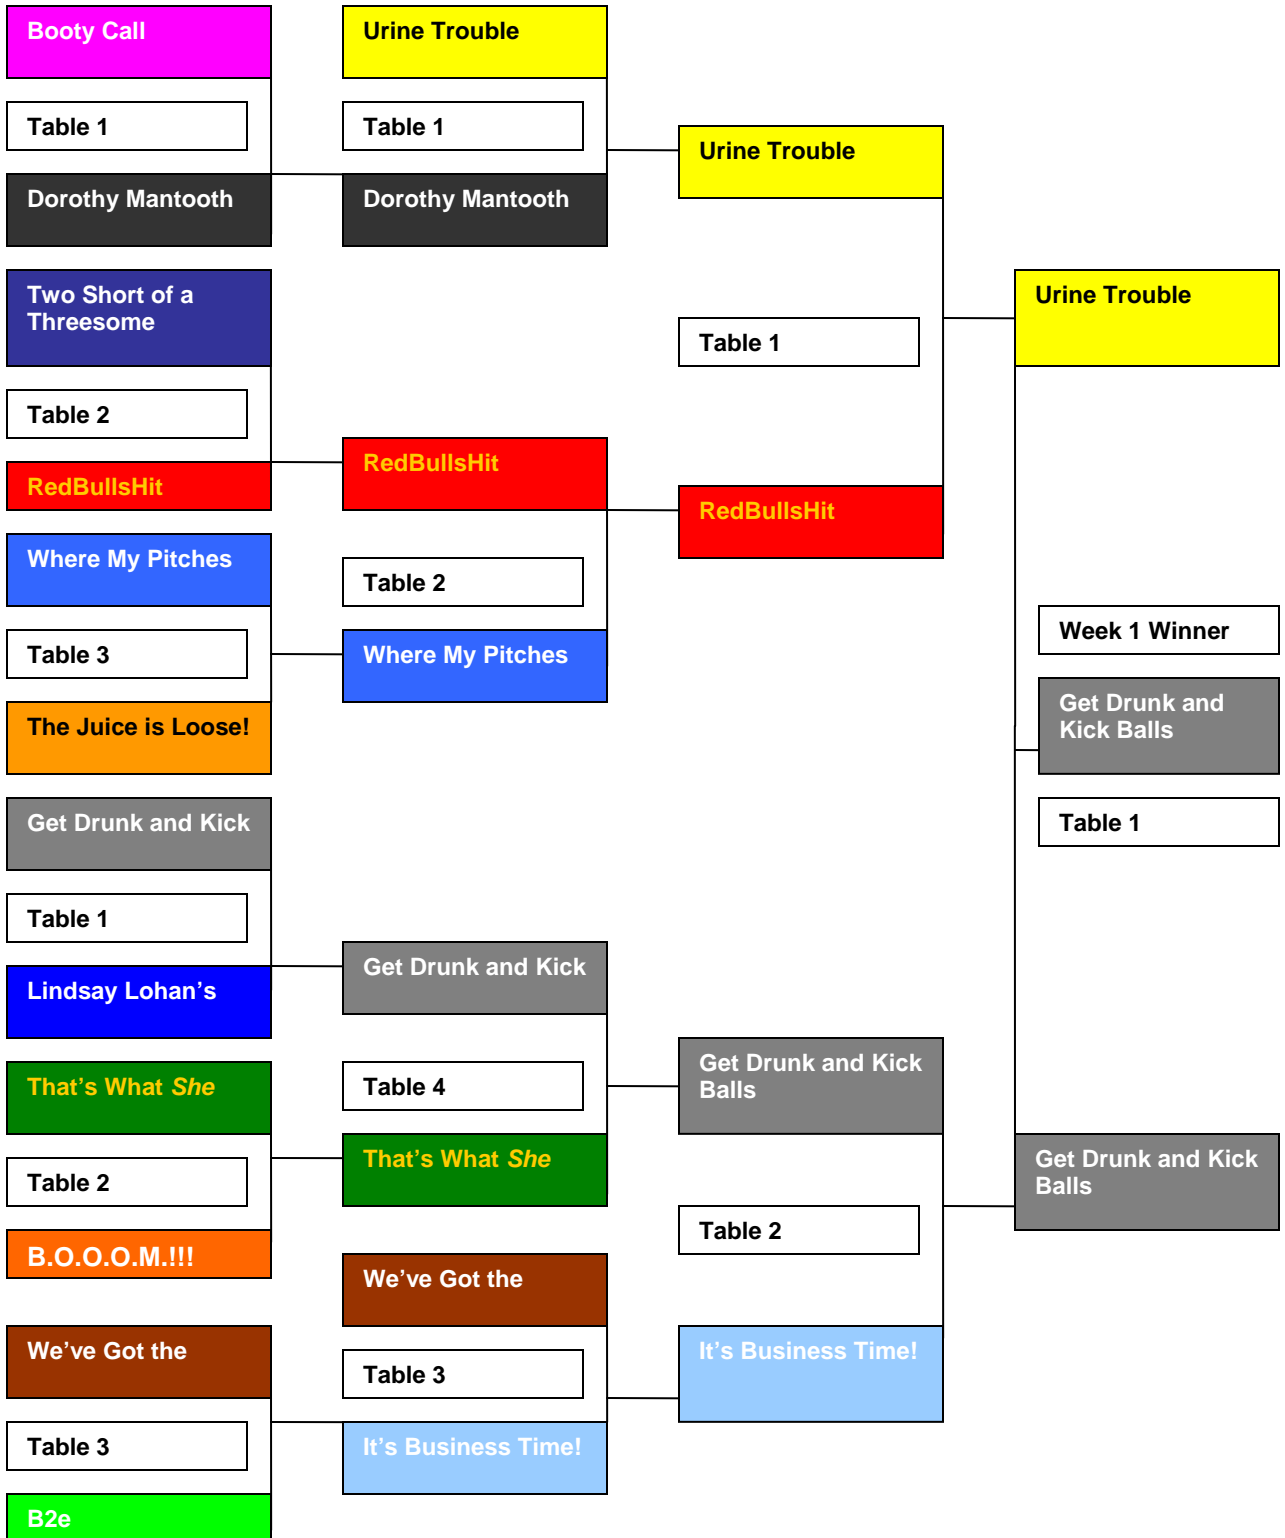 Booty Call
Table 1
Dorothy Mantooth
Two Short of a
Threesome
Table 2
RedBullsHit
Where My Pitches
Table 3
The Juice is Loose!
Get Drunk and Kick
Table 1
Lindsay Lohan’s
That’s What She
Table 2
B.O.O.O.M.!!!
We’ve Got the
Table 3
B2e
Urine Trouble
Table 1
Dorothy Mantooth
RedBullsHit
Table 2
Where My Pitches
Get Drunk and Kick
Table 4
That’s What She
We’ve Got the
Table 3
It’s Business Time!
Urine Trouble
Table 1
RedBullsHit
Get Drunk and Kick
Balls
Table 2
It’s Business Time!
Urine Trouble
Week 1 Winner
Get Drunk and
Kick Balls
Table 1
Get Drunk and Kick
Balls